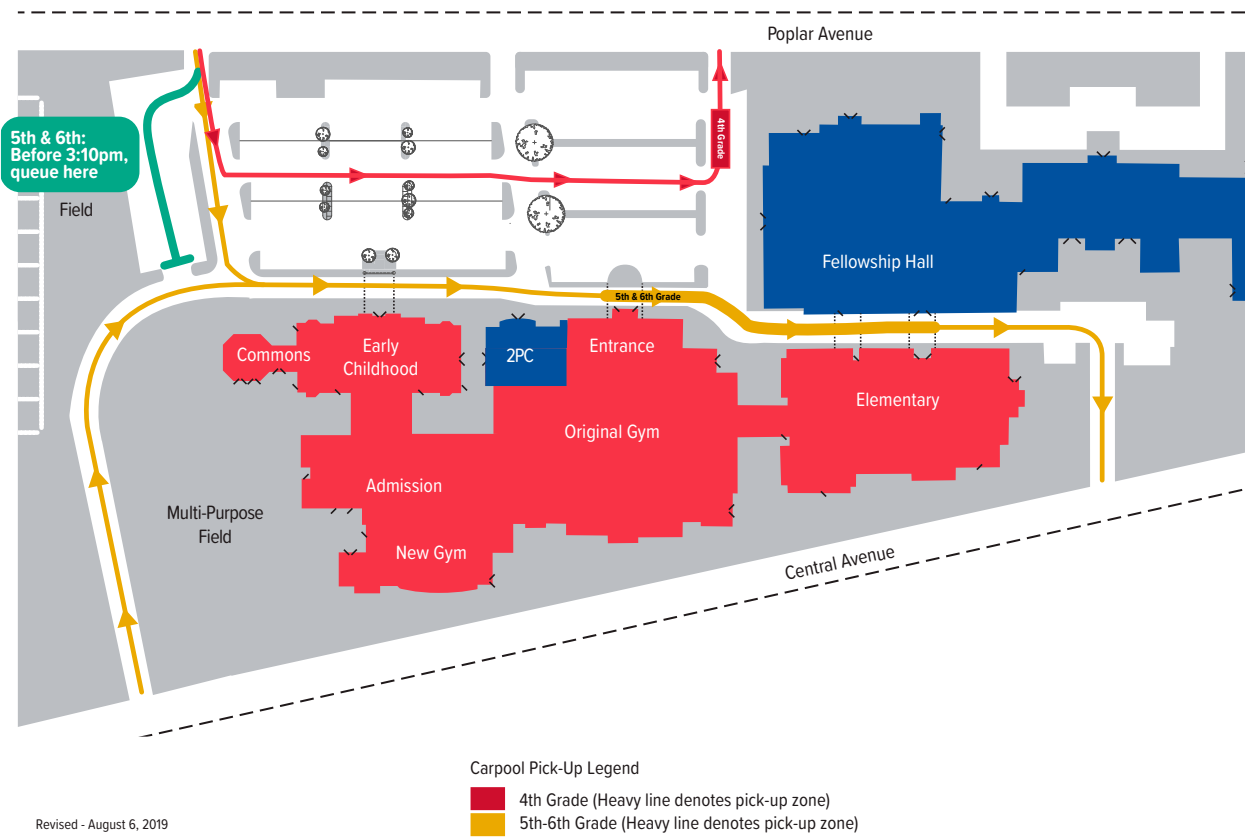 Poplar Avenue
5th & 6th:
Before 3:10pm,
queue here
Field
4th Grade
Fellowship Hall
5th & 6th Grade
Commons
Early
Childhood
2PC
Entrance
Original Gym
Elementary
Admission
Multi-Purpose
Field
New Gym
Central Avenue
Carpool Pick-Up Legend
4th Grade (Heavy line denotes pick-up zone)
5th-6th Grade (Heavy line denotes pick-up zone)
Revised - August 6, 2019